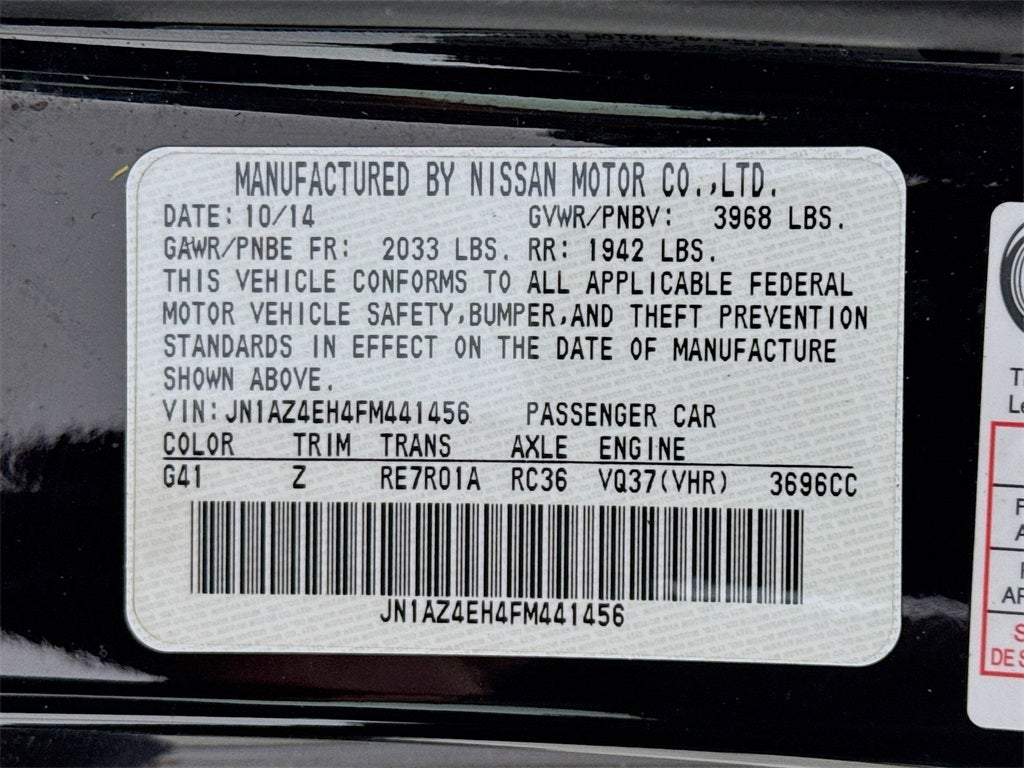 MANUFACTURED BY NISSAN MOTOR CO.,LTD.
DATE: 10/14 GVWR/PNBV: 3968 LBS.
GAWR/PNBE FR: 2033 LBS. RR: 1942 LBS.
THIS VEHICLE CONFORMS TO ALL APPLICABLE FEDERAL
MOTOR VEHICLE SAFETY,BUMPER,AND THEFT PREVENTION
STANDARDS IN EFFECT ON THE DATE OF MANUFACTURE
SHOWN ABOVE.
VIN: JN1AZ4EH4FM441456 PASSENGER CAR
COLOR TRIM TRANS AXLE ENGINE
G41 Z RE7R01A RC36 VQ37(VHR) 3696CC
JN1AZ4EH4FM441456
DE